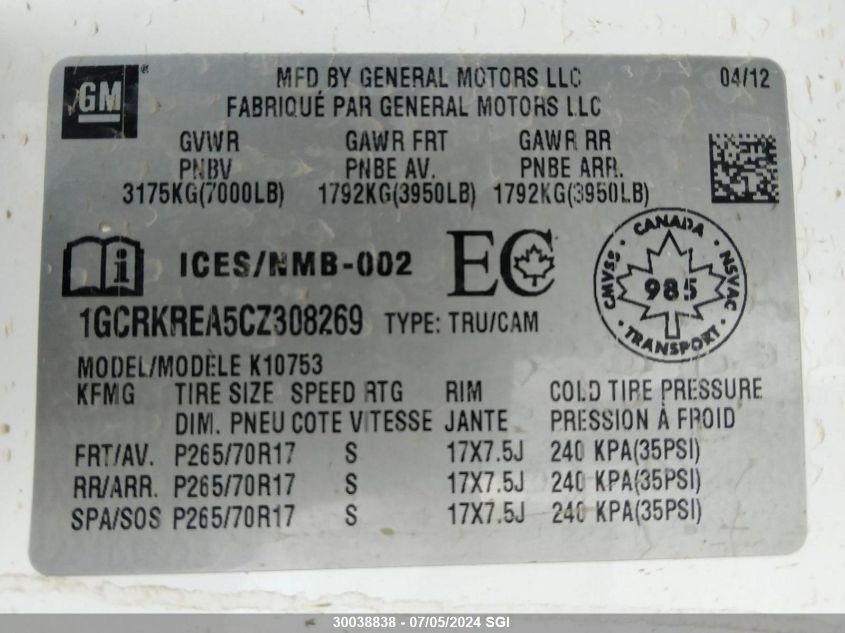 GM® MFD BY GENERAL MOTORS LLC 04/12
FABRIQUÉ PAR GENERAL MOTORS LLC
GVWR GAWR FRT GAWR RR
PNBV PNBE AV. PNBE ARR.
3175KG(7000LB) 1792KG(3950LB) 1792KG(3950LB)
i ICES/NMB-002 EC
CANADA
CMVSS 985 NSVAC
TRANSPORT
1GCRKREA5CZ308269 TYPE: TRU/CAM
MODEL/MODÈLE K10753
KFMG TIRE SIZE SPEED RTG RIM COLD TIRE PRESSURE
DIM. PNEU COTE VITESSE JANTE PRESSION À FROID
FRT/AV. P265/70R17 S 17X7.5J 240 KPA(35PSI)
RR/ARR. P265/70R17 S 17X7.5J 240 KPA(35PSI)
SPA/SOS P265/70R17 S 17X7.5J 240 KPA(35PSI)
30038838 - 07/05/2024 SGI